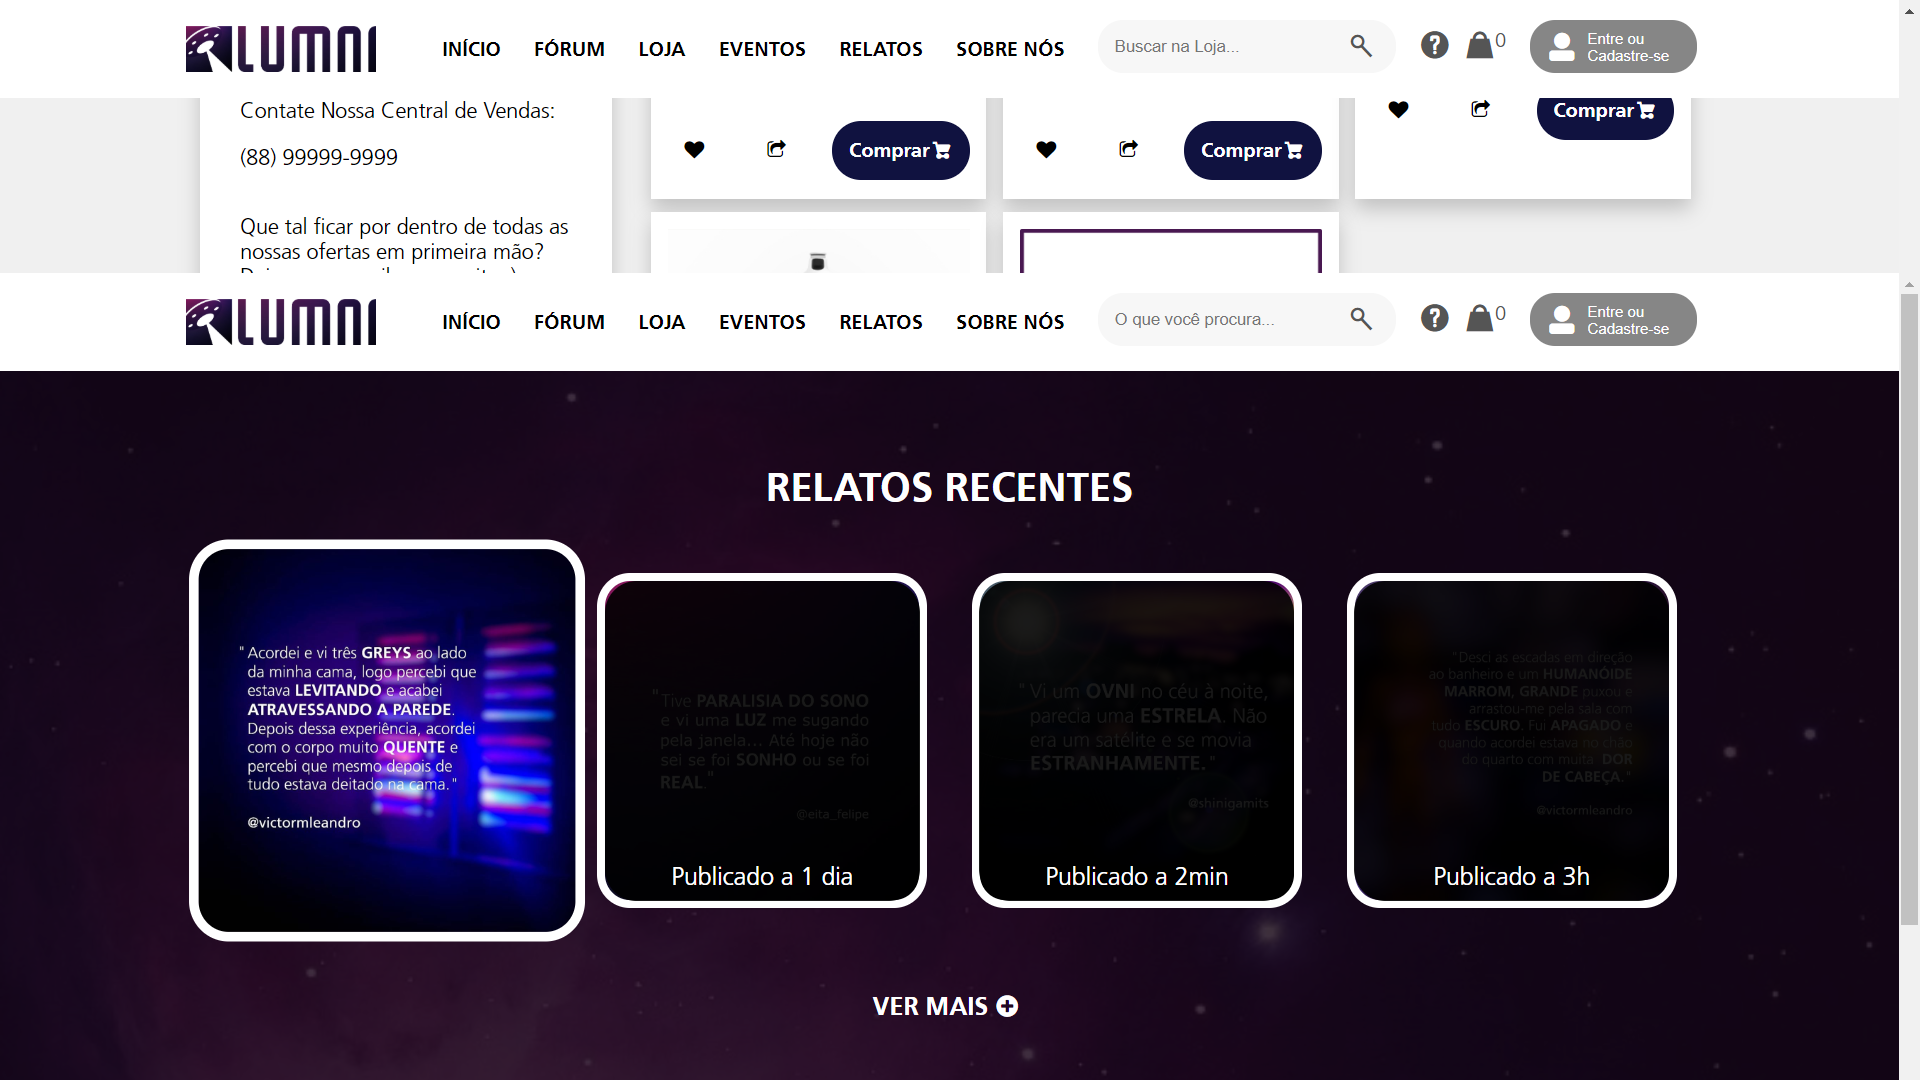 LUMNI
INÍCIO FÓRUM LOJA EVENTOS RELATOS SOBRE NÓS
Buscar na Loja...
? 0
Entre ou
Cadastre-se
Contate Nossa Central de Vendas:
(88) 99999-9999
Que tal ficar por dentro de todas as
nossas ofertas em primeira mão?
Comprar
Comprar
Comprar
LUMNI
INÍCIO FÓRUM LOJA EVENTOS RELATOS SOBRE NÓS
O que você procura...
? 0
Entre ou
Cadastre-se
RELATOS RECENTES
" Acordei e vi três GREYS ao lado
da minha cama, logo percebi que
estava LEVITANDO e acabei
ATRAVESSANDO A PAREDE.
Depois dessa experiência, acordei
com o corpo muito QUENTE e
percebi que mesmo depois de
tudo estava deitado na cama."
@victormleandro
"Tive PARALISIA DO SONO
e vi uma LUZ me sugando
pela janela... Até hoje não
sei se foi SONHO ou se foi
REAL."
@eita_felipe
Publicado a 1 dia
"Vi um OVNI no céu à noite,
parecia uma ESTRELA. Não
era um satélite e se movia
ESTRANHAMENTE."
@shinigamits
Publicado a 2min
"Desci as escadas em direção
ao banheiro e um HUMANÓIDE
MARROM, GRANDE puxou e
arrastou-me pela saia com
tudo ESCURO. Fui APAGADO e
quando acordei estava no chão
do quarto com muita DOR
DE CABEÇA."
@victormleandro
Publicado a 3h
VER MAIS